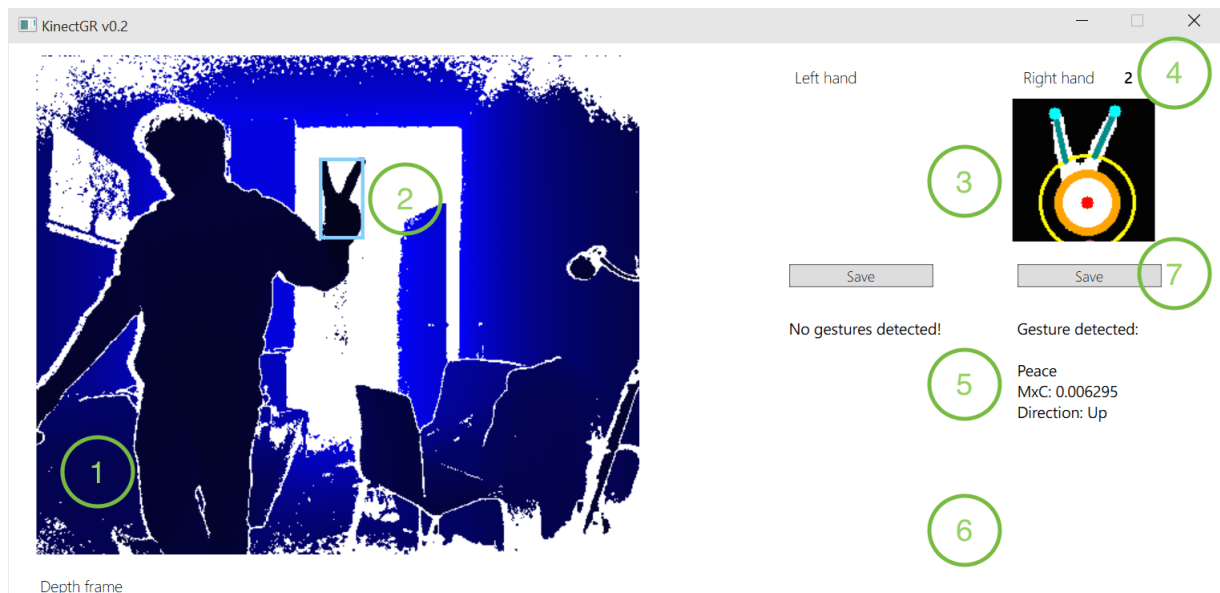 KinectGR v0.2
Left hand
Right hand 2
4
3
2
Save
Save
7
No gestures detected!
Gesture detected:
5
Peace
MxC: 0.006295
Direction: Up
1
6
Depth frame